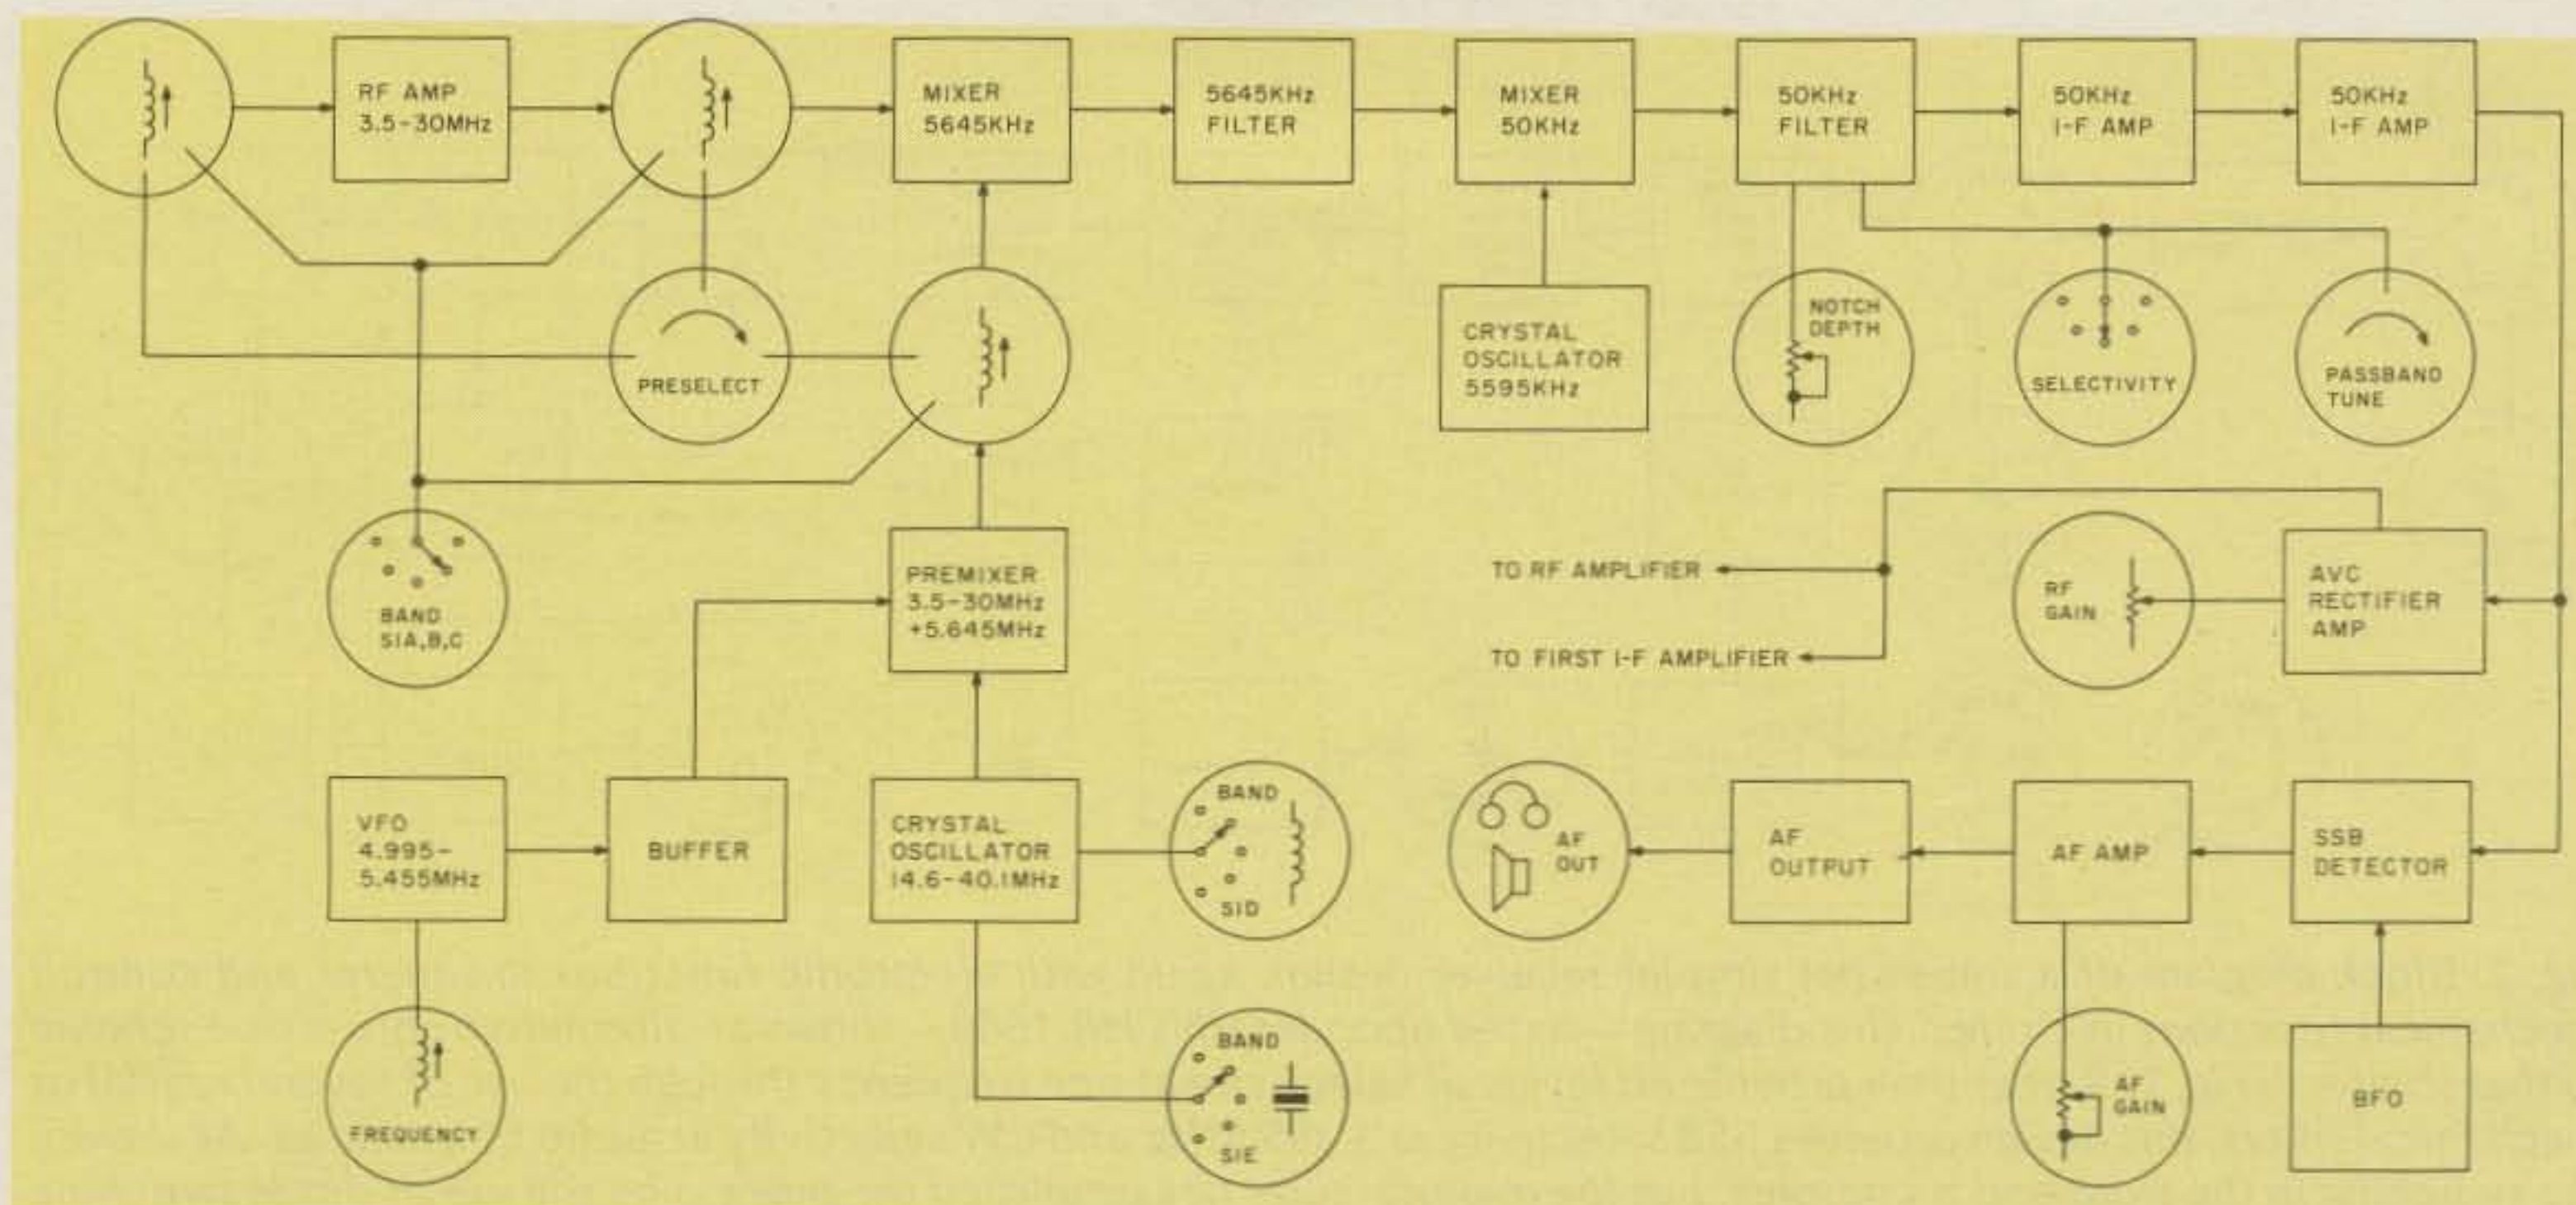 RF AMP
3.5-30MHz
MIXER
5645KHz
5645KHz
FILTER
MIXER
50KHz
50KHz
FILTER
50KHz
I-F AMP
50KHz
I-F AMP
PRESELECT
CRYSTAL
OSCILLATOR
5595KHz
NOTCH
DEPTH
SELECTIVITY
PASSBAND
TUNE
BAND
S1A,B,C
PREMIXER
3.5-30MHz
+5.645MHz
TO RF AMPLIFIER
TO FIRST I-F AMPLIFIER
RF
GAIN
AVC
RECTIFIER
AMP
VFO
4.995-
5.455MHz
BUFFER
CRYSTAL
OSCILLATOR
14.6-40.1MHz
BAND
S1D
AF
OUT
AF
OUTPUT
AF AMP
SSB
DETECTOR
FREQUENCY
BAND
S1E
AF
GAIN
BFO